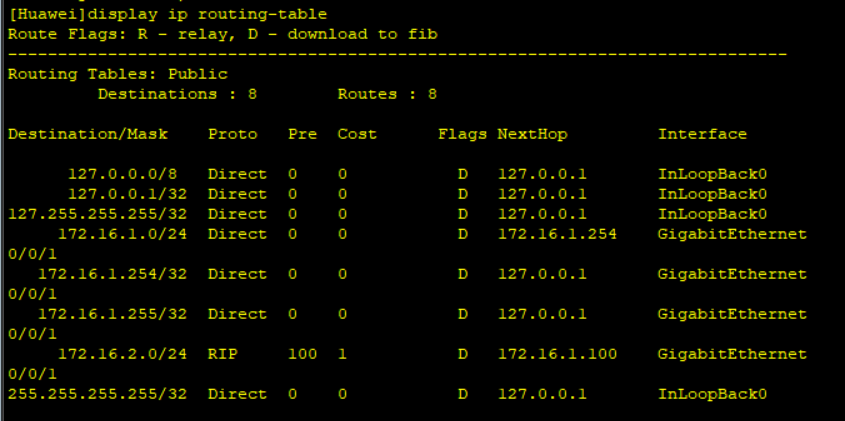 [Huawei]display ip routing-table
Route Flags: R - relay, D - download to fib
------------------------------------------------------------------------------
Routing Tables: Public
         Destinations : 8        Routes : 8

Destination/Mask    Proto   Pre  Cost      Flags NextHop         Interface

      127.0.0.0/8   Direct  0    0           D   127.0.0.1       InLoopBack0
      127.0.0.1/32  Direct  0    0           D   127.0.0.1       InLoopBack0
127.255.255.255/32  Direct  0    0           D   127.0.0.1       InLoopBack0
     172.16.1.0/24  Direct  0    0           D   172.16.1.254    GigabitEthernet
0/0/1
   172.16.1.254/32  Direct  0    0           D   127.0.0.1       GigabitEthernet
0/0/1
   172.16.1.255/32  Direct  0    0           D   127.0.0.1       GigabitEthernet
0/0/1
     172.16.2.0/24  RIP     100  1           D   172.16.1.100    GigabitEthernet
0/0/1
255.255.255.255/32  Direct  0    0           D   127.0.0.1       InLoopBack0